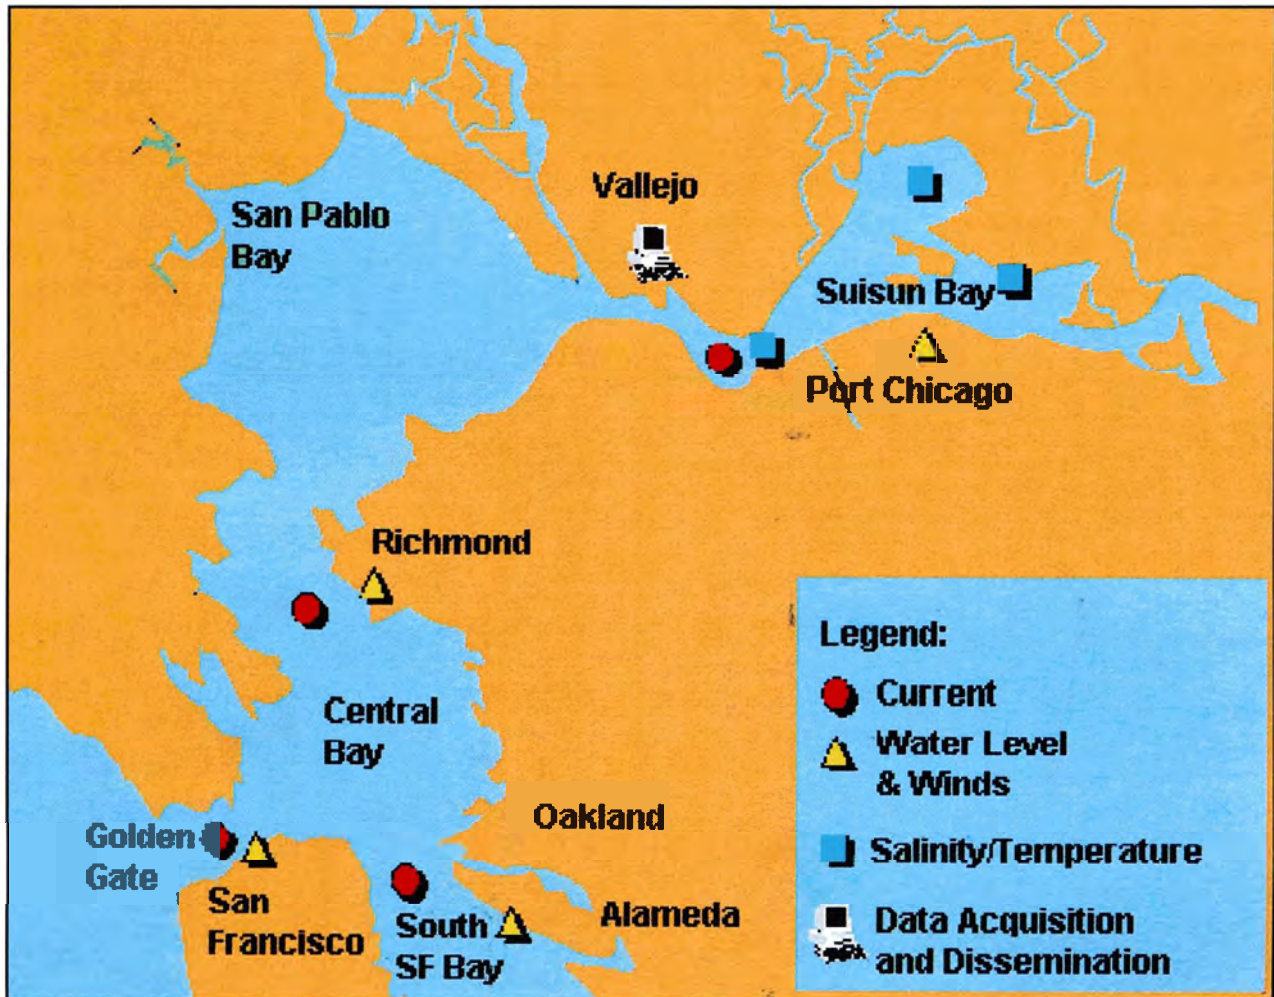 Vallejo
San Pablo
Bay
Suisun Bay
Port Chicago
Richmond
Central
Bay
Oakland
Golden
Gate
San
Francisco
South
SF Bay
Alameda
Legend:
Current
Water Level
& Winds
Salinity/Temperature
Data Acquisition
and Dissemination